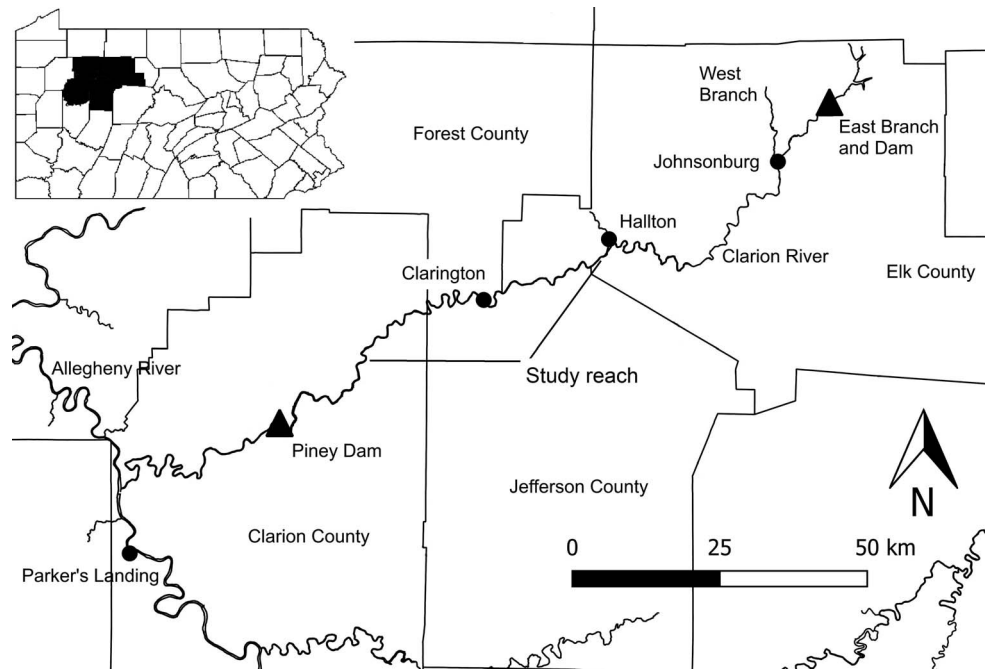 West
Branch
Forest County
East Branch
and Dam
Johnsonburg
Hallton
Clarington
Clarion River
Elk County
Allegheny River
Study reach
Piney Dam
Jefferson County
N
Clarion County
0 25 50 km
Parker's Landing